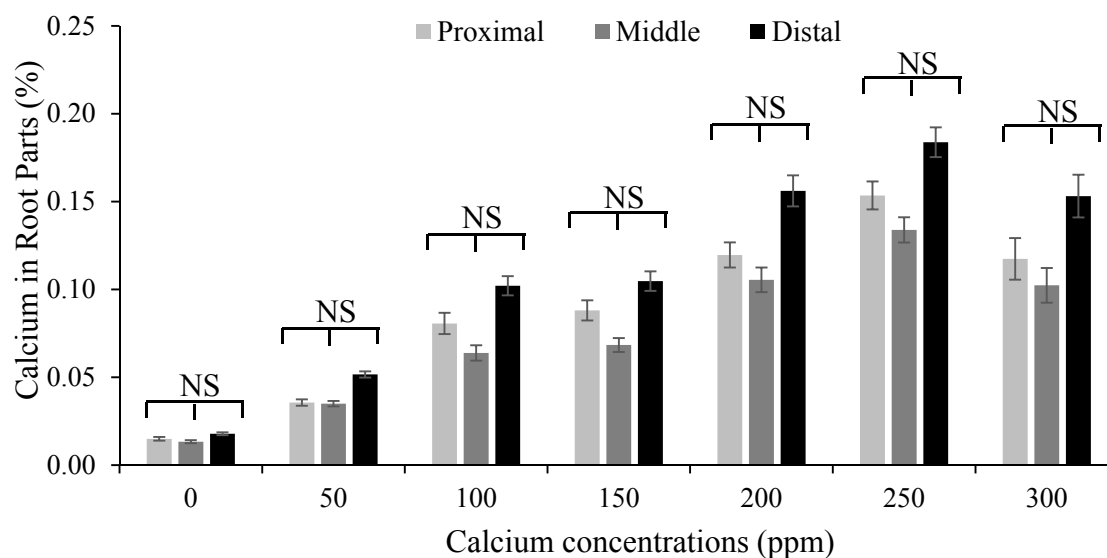 Calcium in Root Parts (%)
0.25
0.20
0.15
0.10
0.05
0.00
Proximal Middle Distal
NS
NS
NS
NS
NS
NS
NS
0 50 100 150 200 250 300
Calcium concentrations (ppm)